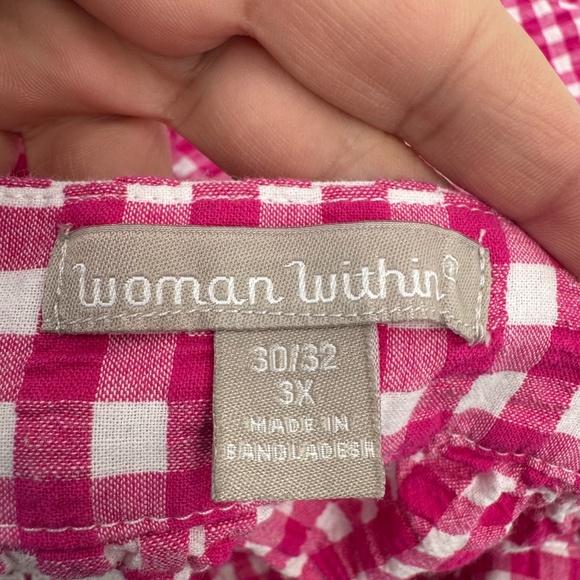 woman within®
30/32
3X
MADE IN
BANGLADESH